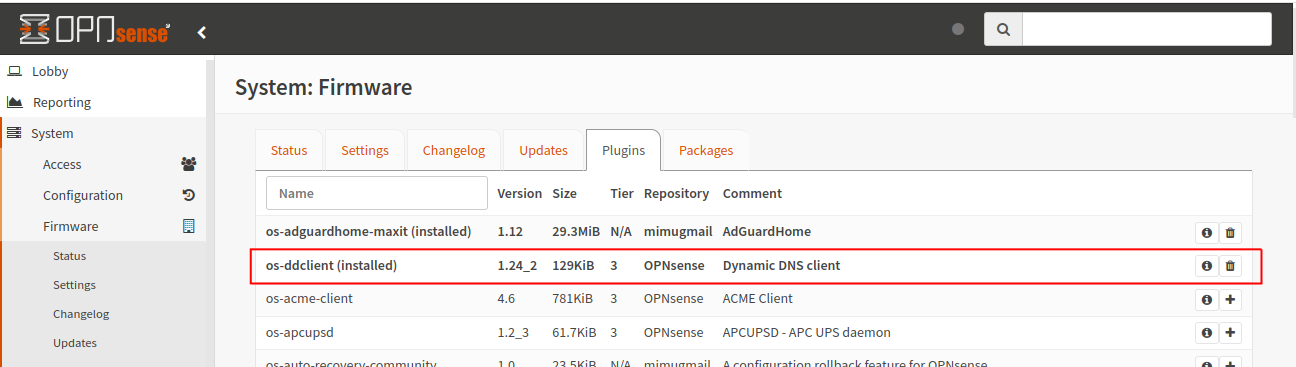 OPNsense
Lobby
Reporting
System
Access
Configuration
Firmware
Status
Settings
Changelog
Updates
System: Firmware
Status Settings Changelog Updates Plugins Packages
Name Version Size Tier Repository Comment
os-adguardhome-maxit (installed) 1.12 29.3MiB N/A mimugmail AdGuardHome
os-ddclient (installed) 1.24_2 129KiB 3 OPNsense Dynamic DNS client
os-acme-client 4.6 781KiB 3 OPNsense ACME Client
os-apcupsd 1.2_3 61.7KiB 3 OPNsense APCUPSD - APC UPS daemon
os-auto-recovery-community 1.0 23.5KiB N/A mimugmail A configuration rollback feature for OPNsense